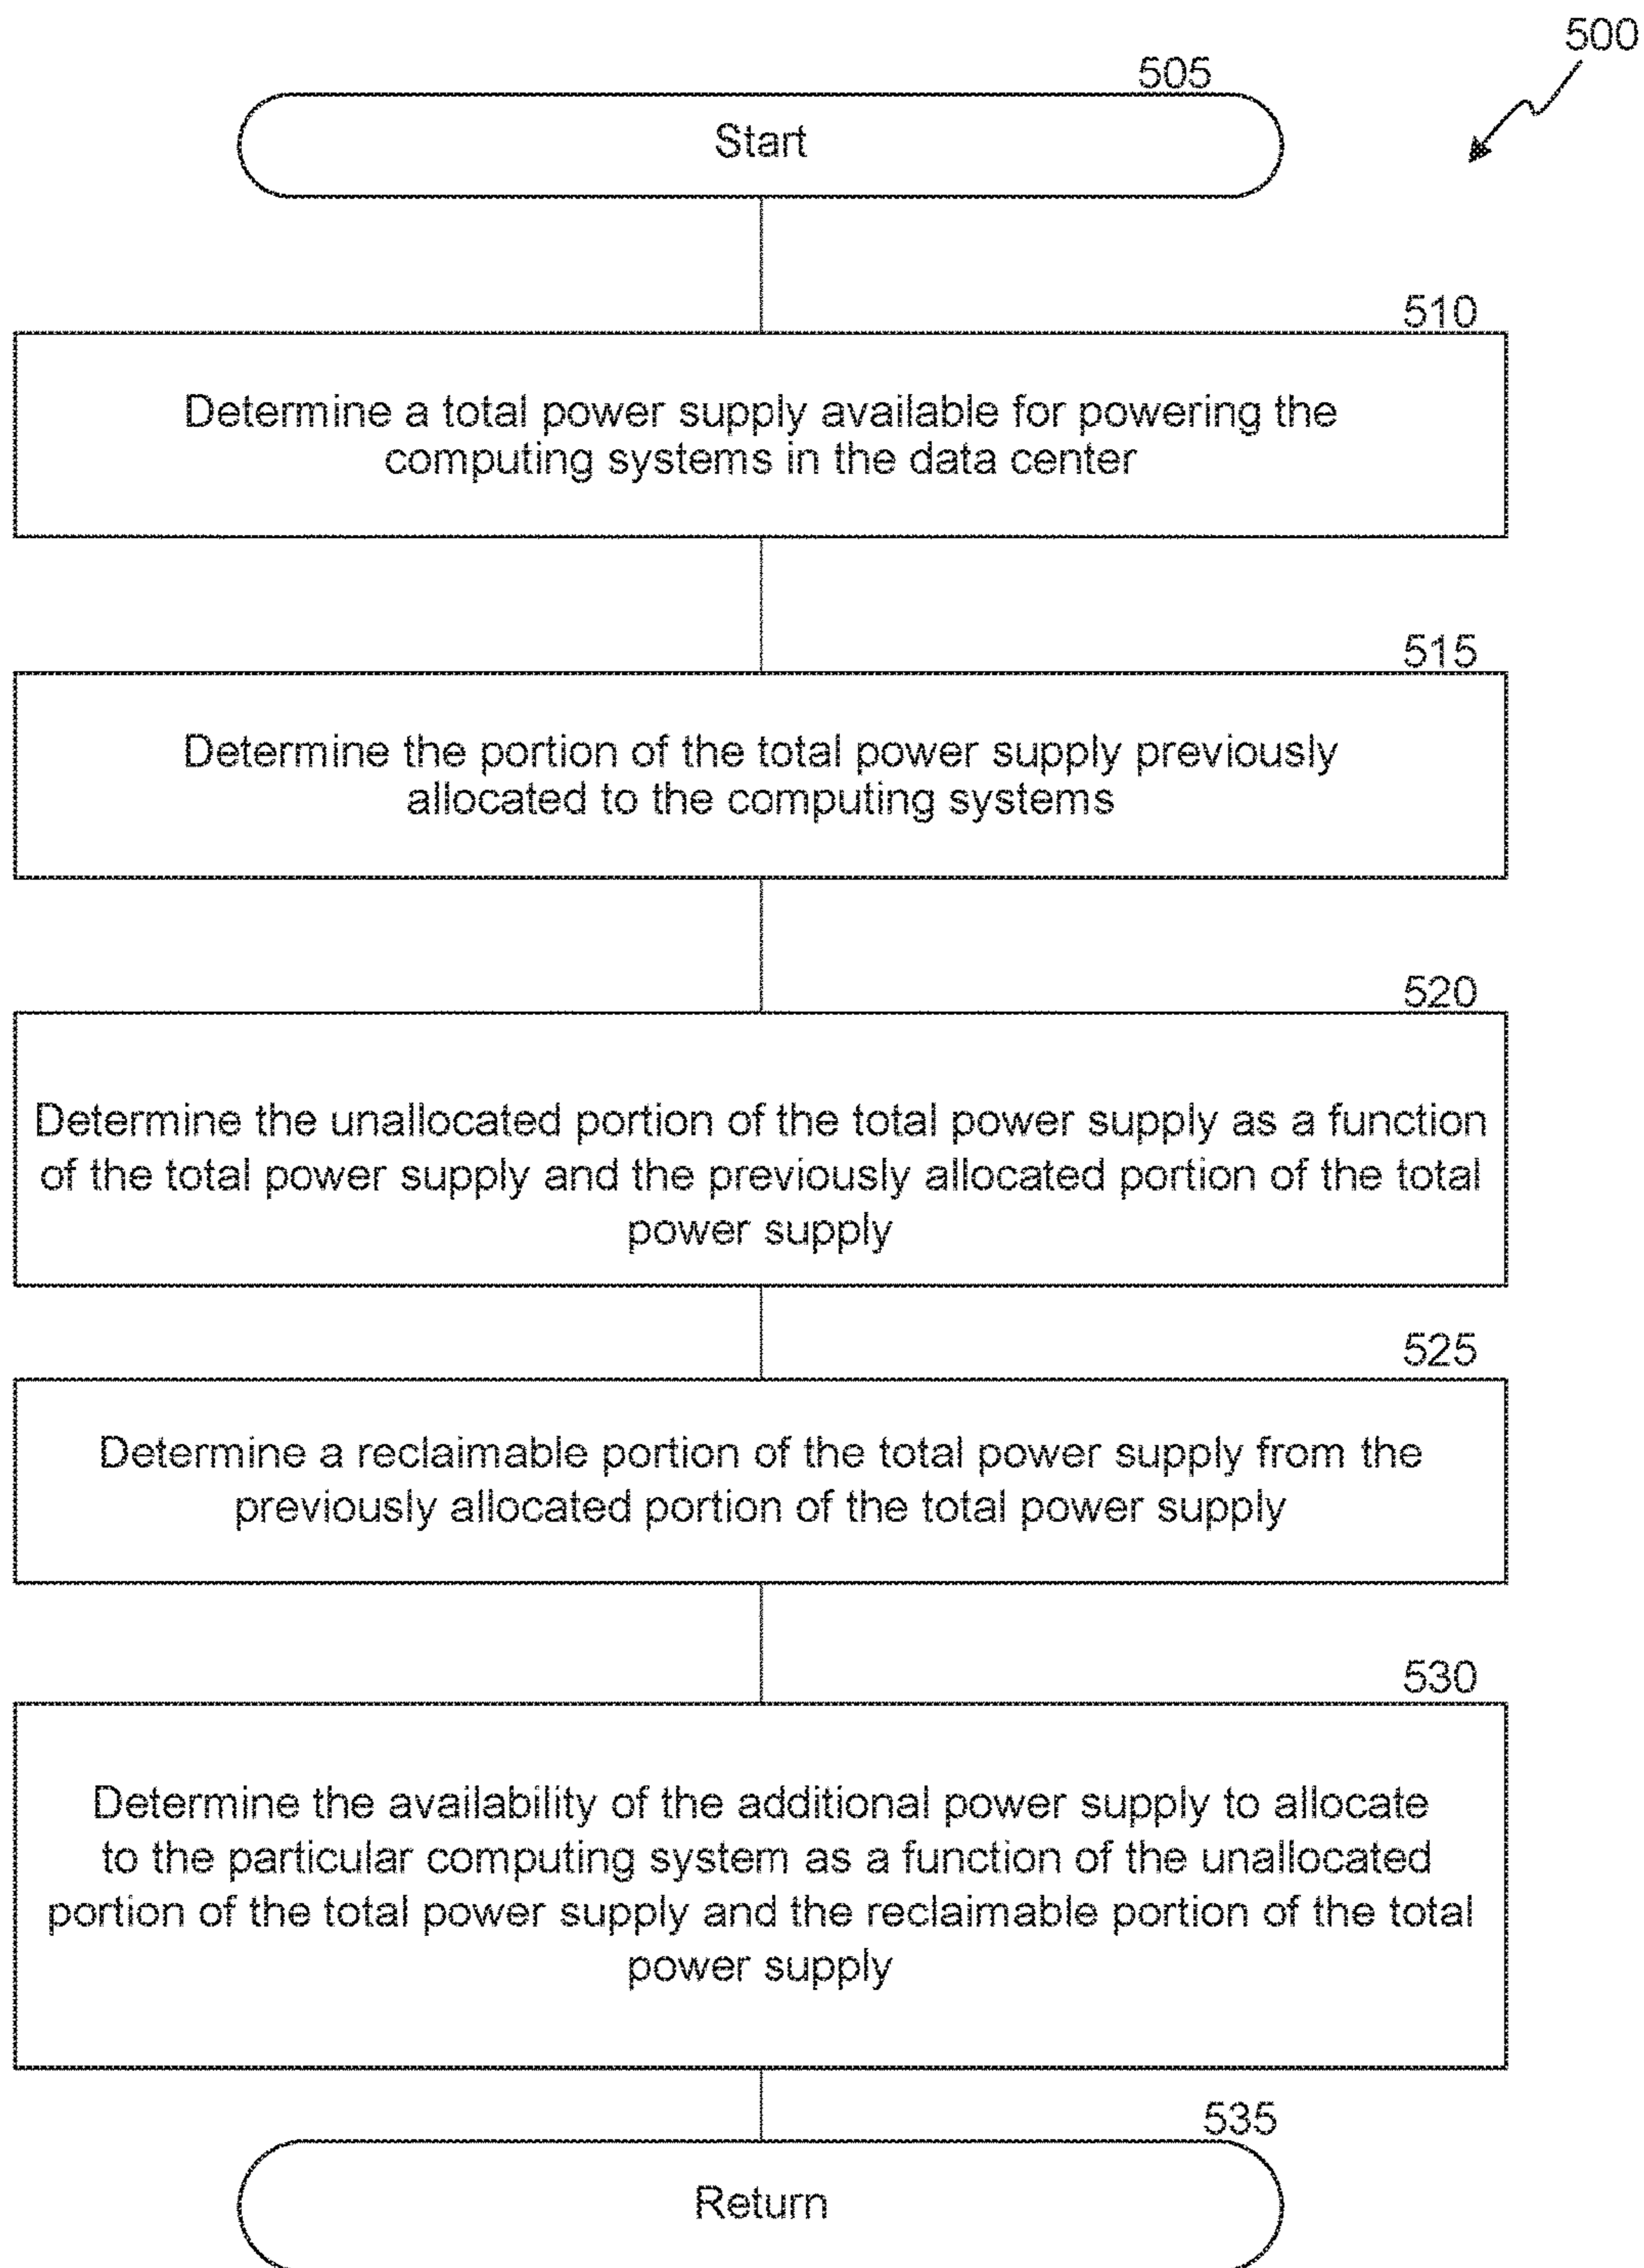 500
505
Start
510
Determine a total power supply available for powering the
computing systems in the data center
515
Determine the portion of the total power supply previously
allocated to the computing systems
520
Determine the unallocated portion of the total power supply as a function
of the total power supply and the previously allocated portion of the total
power supply
525
Determine a reclaimable portion of the total power supply from the
previously allocated portion of the total power supply
530
Determine the availability of the additional power supply to allocate
to the particular computing system as a function of the unallocated
portion of the total power supply and the reclaimable portion of the total
power supply
535
Return